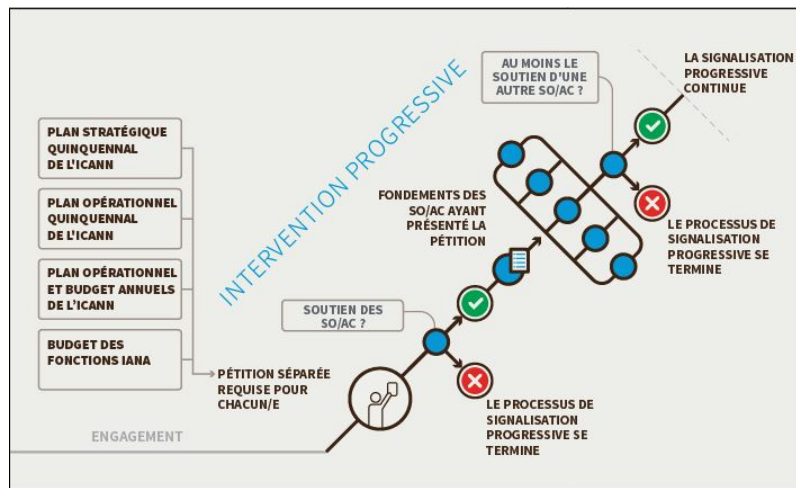 PLAN STRATÉGIQUE
QUINQUENNAL
DE L'ICANN
PLAN OPÉRATIONNEL
QUINQUENNAL
DE L'ICANN
PLAN OPÉRATIONNEL
ET BUDGET ANNUELS
DE L'ICANN
BUDGET DES
FONCTIONS IANA
PÉTITION SÉPARÉE
REQUISE POUR
CHACUN/E
ENGAGEMENT
INTERVENTION PROGRESSIVE
SOUTIEN DES
SO/AC ?
LE PROCESSUS DE
SIGNALISATION
PROGRESSIVE SE
TERMINE
FONDEMENTS DES
SO/AC AYANT
PRÉSENTÉ LA
PÉTITION
AU MOINS LE
SOUTIEN D'UNE
AUTRE SO/AC ?
LA SIGNALISATION
PROGRESSIVE
CONTINUE
LE PROCESSUS DE
SIGNALISATION
PROGRESSIVE SE
TERMINE